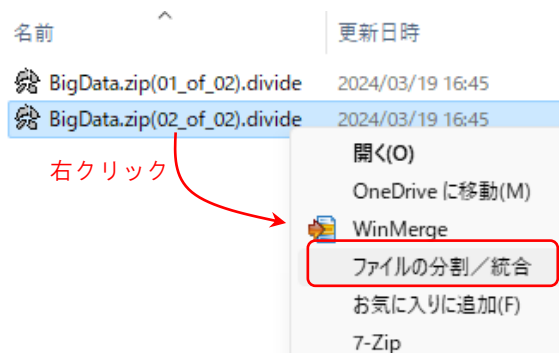 名前 更新日時
BigData.zip(01_of_02).divide 2024/03/19 16:45
BigData.zip(02_of_02).divide 2024/03/19 16:45
右クリック
開く(O)
OneDrive に移動(M)
WinMerge
ファイルの分割／統合
お気に入りに追加(F)
7-Zip